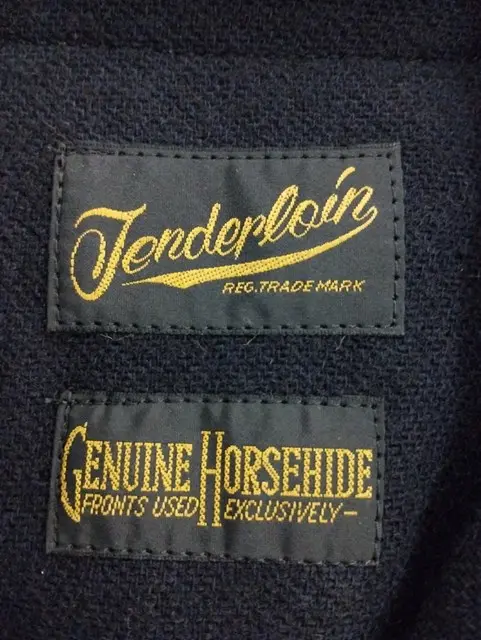 Tenderloin
REG. TRADE MARK
GENUINE HORSEHIDE
FRONTS USED EXCLUSIVELY—